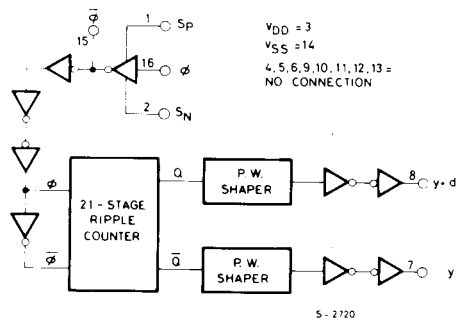 φ̅
15
1
SP
VDD = 3
VSS = 14
16
φ
4,5,6,9,10,11,12,13 =
NO CONNECTION
2
SN
φ
21-STAGE
RIPPLE
COUNTER
Q
P. W.
SHAPER
8
y+d
φ̅
Q̅
P. W.
SHAPER
7
y
S-2720